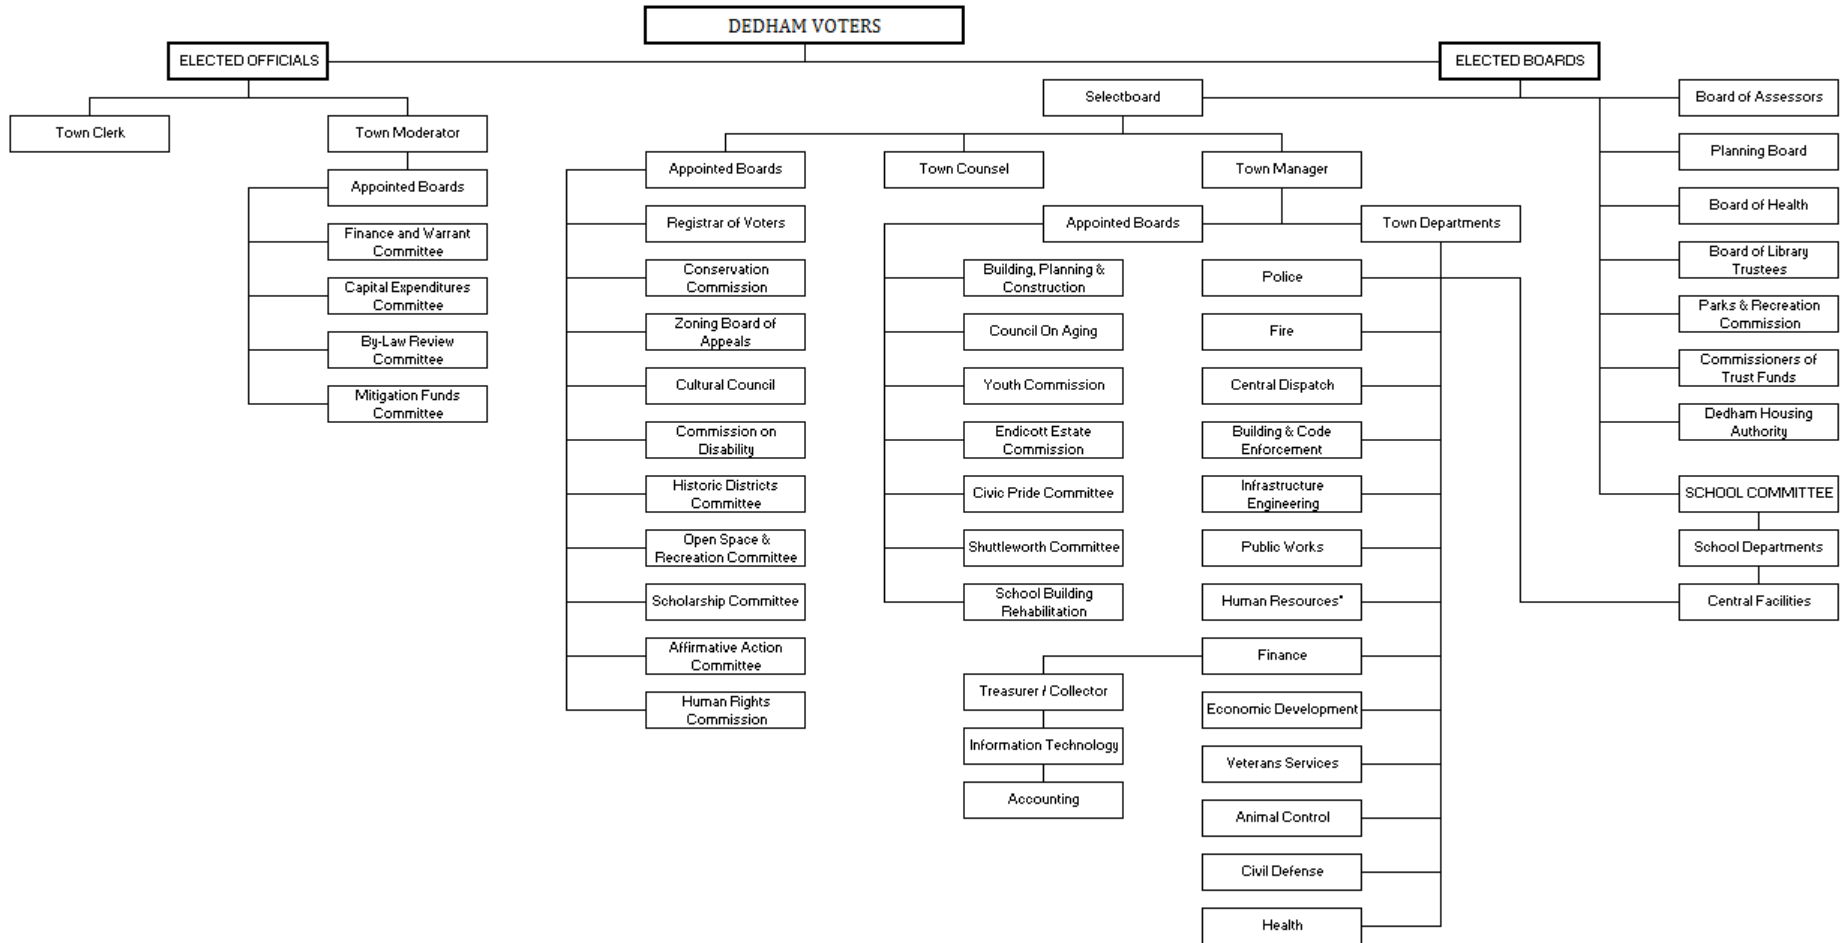 DEDHAM VOTERS
ELECTED OFFICIALS
ELECTED BOARDS
Town Clerk
Town Moderator
Appointed Boards
Finance and Warrant
Committee
Capital Expenditures
Committee
By-Law Review
Committee
Mitigation Funds
Committee
Selectboard
Appointed Boards
Town Counsel
Town Manager
Registrar of Voters
Conservation
Commission
Zoning Board of
Appeals
Cultural Council
Commission on
Disability
Historic Districts
Committee
Open Space &
Recreation Committee
Scholarship Committee
Affirmative Action
Committee
Human Rights
Commission
Appointed Boards
Building, Planning &
Construction
Council On Aging
Youth Commission
Endicott Estate
Commission
Civic Pride Committee
Shuttleworth Committee
School Building
Rehabilitation
Town Departments
Police
Fire
Central Dispatch
Building & Code
Enforcement
Infrastructure
Engineering
Public Works
Human Resources*
Finance
Treasurer / Collector
Information Technology
Accounting
Economic Development
Veterans Services
Animal Control
Civil Defense
Health
Board of Assessors
Planning Board
Board of Health
Board of Library
Trustees
Parks & Recreation
Commission
Commissioners of
Trust Funds
Dedham Housing
Authority
SCHOOL COMMITTEE
School Departments
Central Facilities